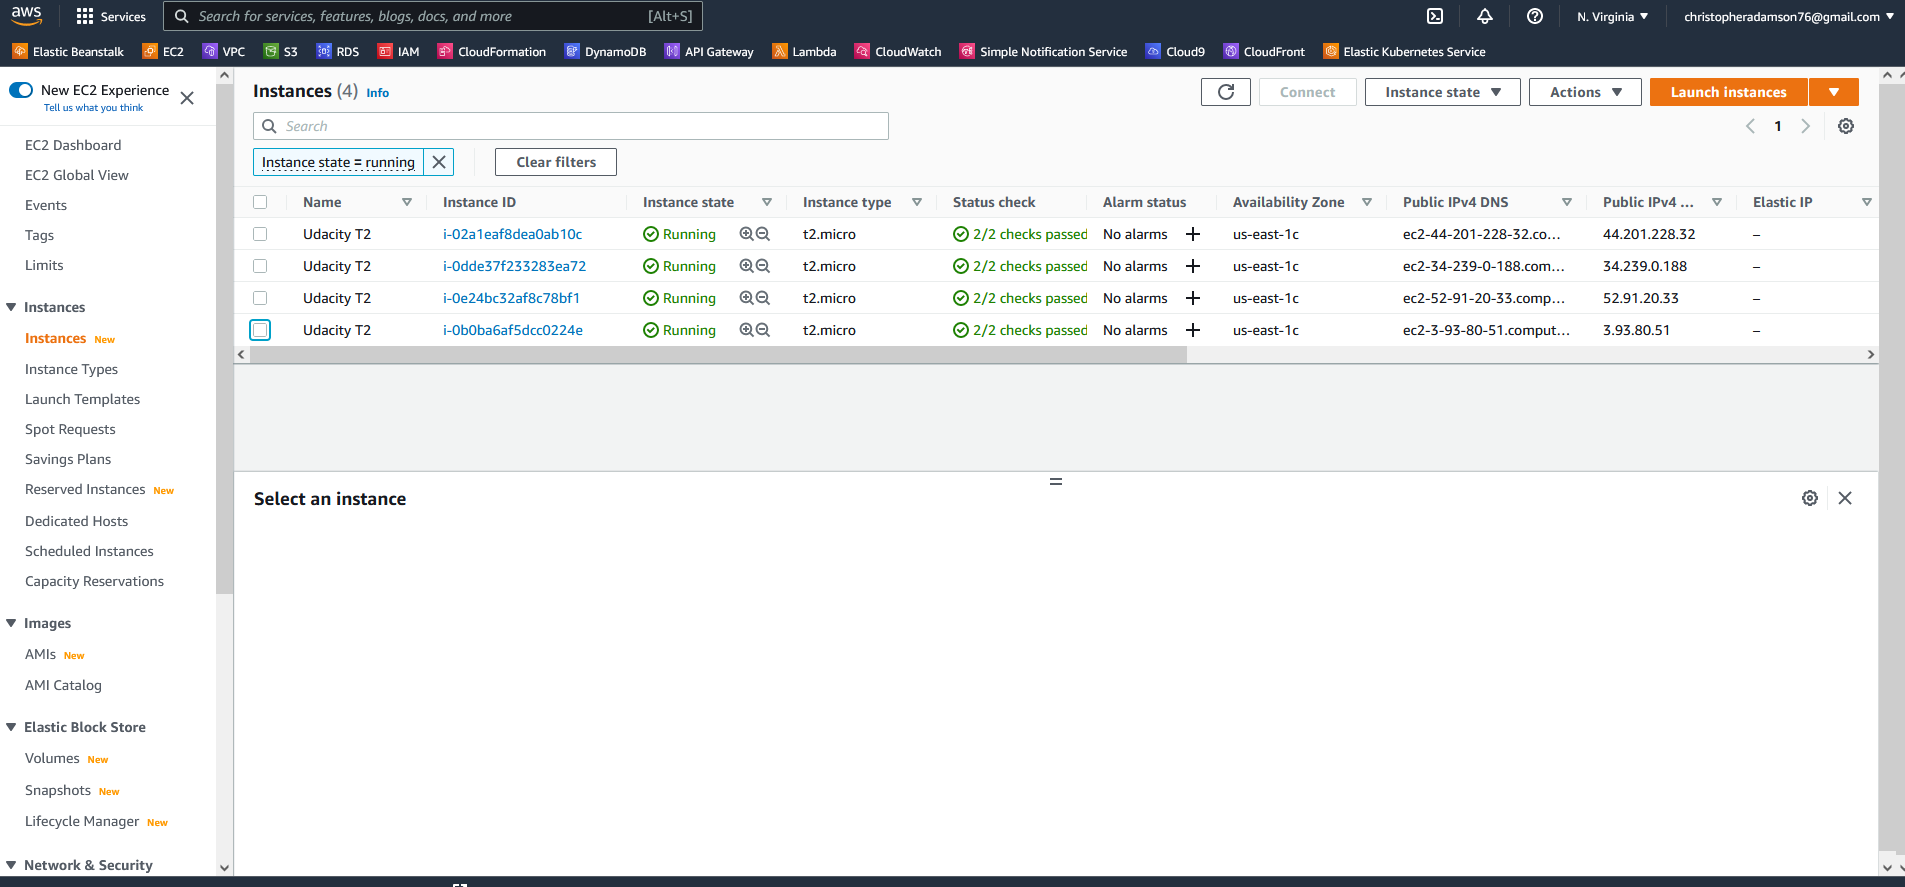 aws Services Search for services, features, blogs, docs, and more [Alt+S] N. Virginia christopheradamson76@gmail.com
Elastic Beanstalk EC2 VPC S3 RDS IAM CloudFormation DynamoDB API Gateway Lambda CloudWatch Simple Notification Service Cloud9 CloudFront Elastic Kubernetes Service
New EC2 Experience
Tell us what you think
EC2 Dashboard
EC2 Global View
Events
Tags
Limits
Instances
Instances New
Instance Types
Launch Templates
Spot Requests
Savings Plans
Reserved Instances New
Dedicated Hosts
Scheduled Instances
Capacity Reservations
Images
AMIs New
AMI Catalog
Elastic Block Store
Volumes New
Snapshots New
Lifecycle Manager New
Network & Security
Instances (4) Info Connect Instance state Actions Launch instances
Search 1
Instance state = running Clear filters
Name Instance ID Instance state Instance type Status check Alarm status Availability Zone Public IPv4 DNS Public IPv4 ... Elastic IP
Udacity T2 i-02a1eaf8dea0ab10c Running t2.micro 2/2 checks passed No alarms + us-east-1c ec2-44-201-228-32.co... 44.201.228.32 –
Udacity T2 i-0dde37f233283ea72 Running t2.micro 2/2 checks passed No alarms + us-east-1c ec2-34-239-0-188.com... 34.239.0.188 –
Udacity T2 i-0e24bc32af8c78bf1 Running t2.micro 2/2 checks passed No alarms + us-east-1c ec2-52-91-20-33.comp... 52.91.20.33 –
Udacity T2 i-0b0ba6af5dcc0224e Running t2.micro 2/2 checks passed No alarms + us-east-1c ec2-3-93-80-51.comput... 3.93.80.51 –
Select an instance